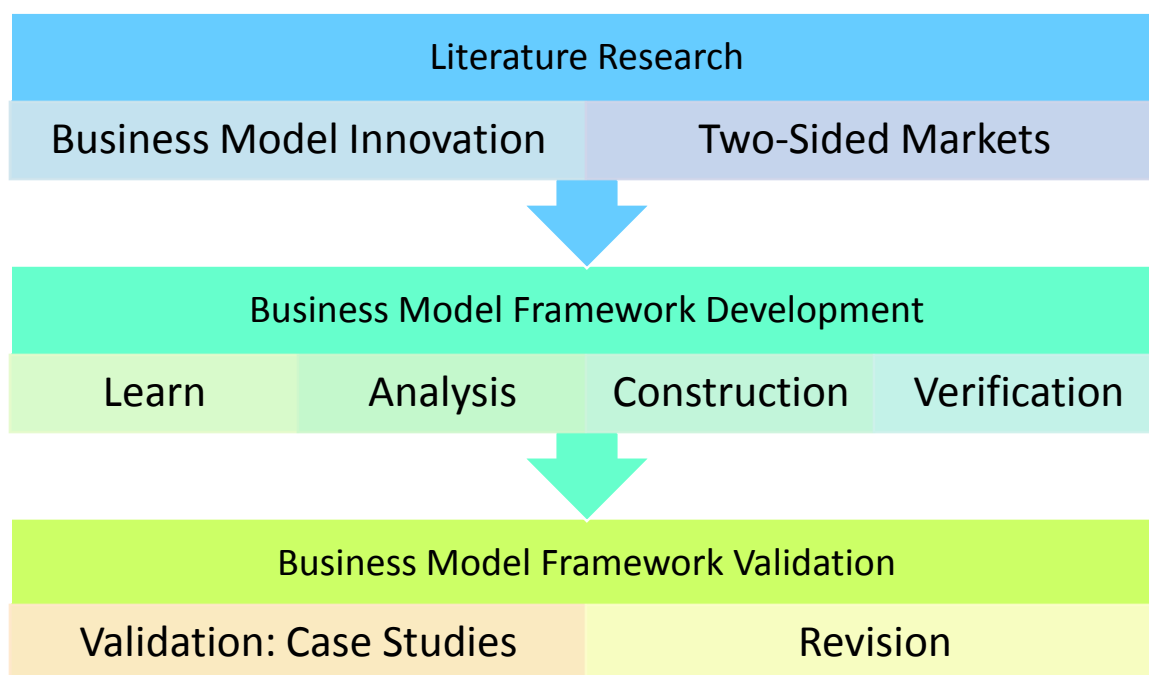 Literature Research
Business Model Innovation
Two-Sided Markets
Business Model Framework Development
Learn
Analysis
Construction
Verification
Business Model Framework Validation
Validation: Case Studies
Revision